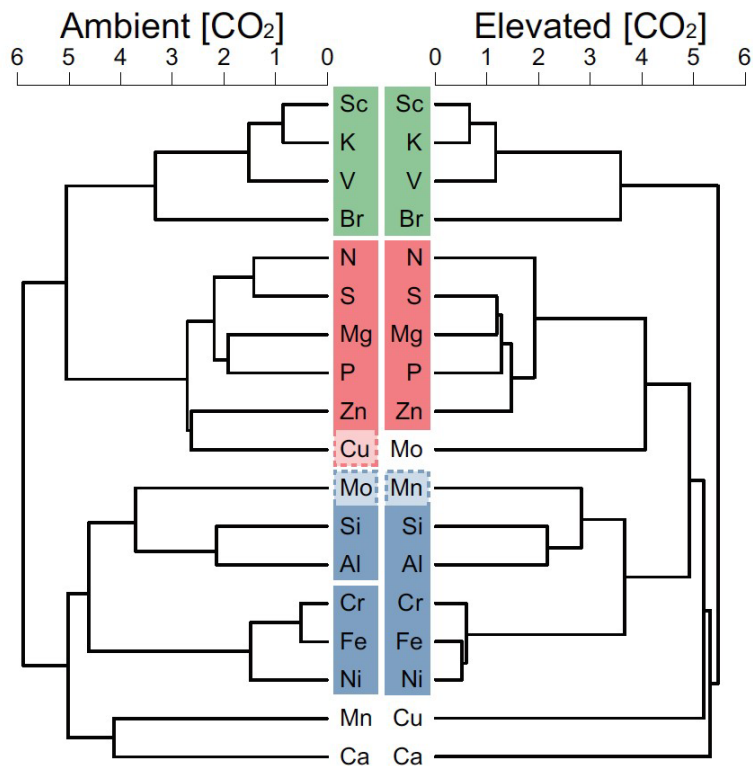 Ambient [CO₂] Elevated [CO₂]
6 5 4 3 2 1 0 0 1 2 3 4 5 6
Sc Sc
K K
V V
Br Br
N N
S S
Mg Mg
P P
Zn Zn
Cu Mo
Mo Mn
Si Si
Al Al
Cr Cr
Fe Fe
Ni Ni
Mn Cu
Ca Ca